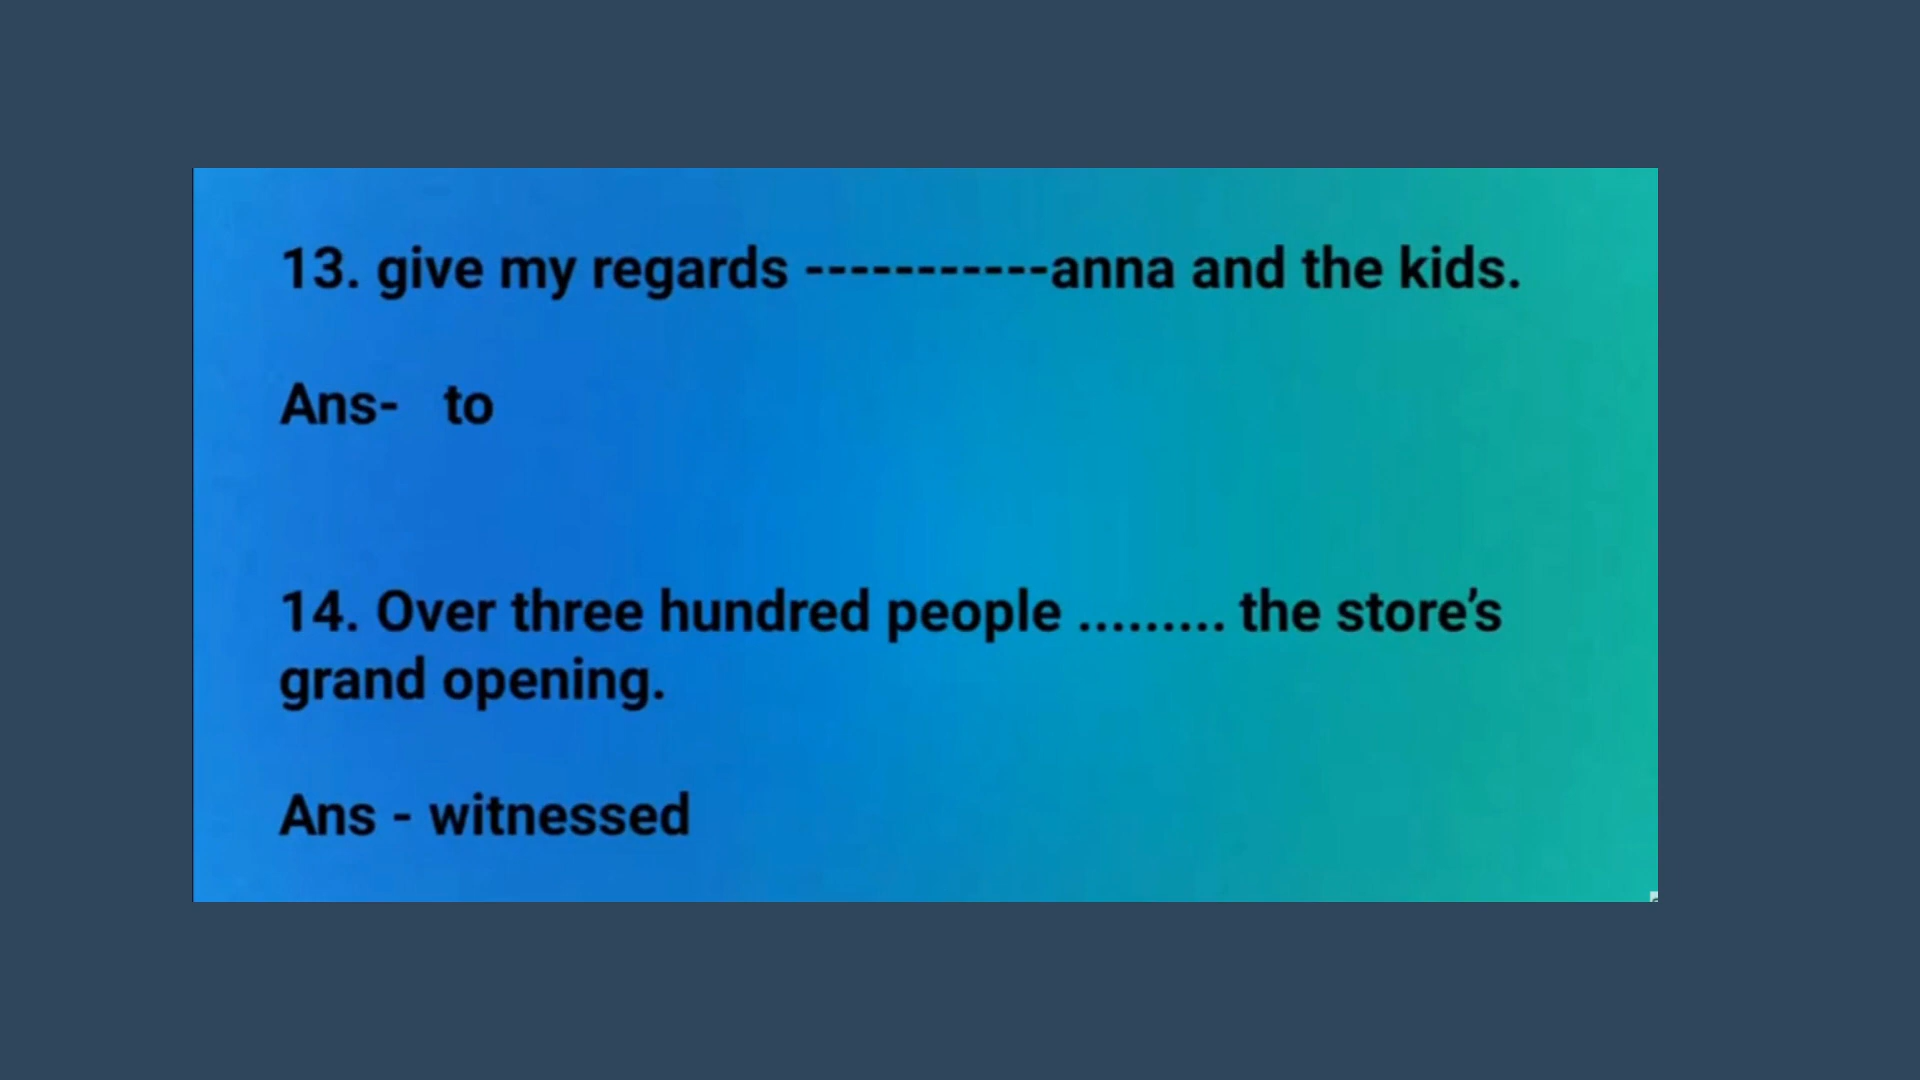 13. give my regards -----------anna and the kids.
Ans- to
14. Over three hundred people ......... the store’s
grand opening.
Ans - witnessed